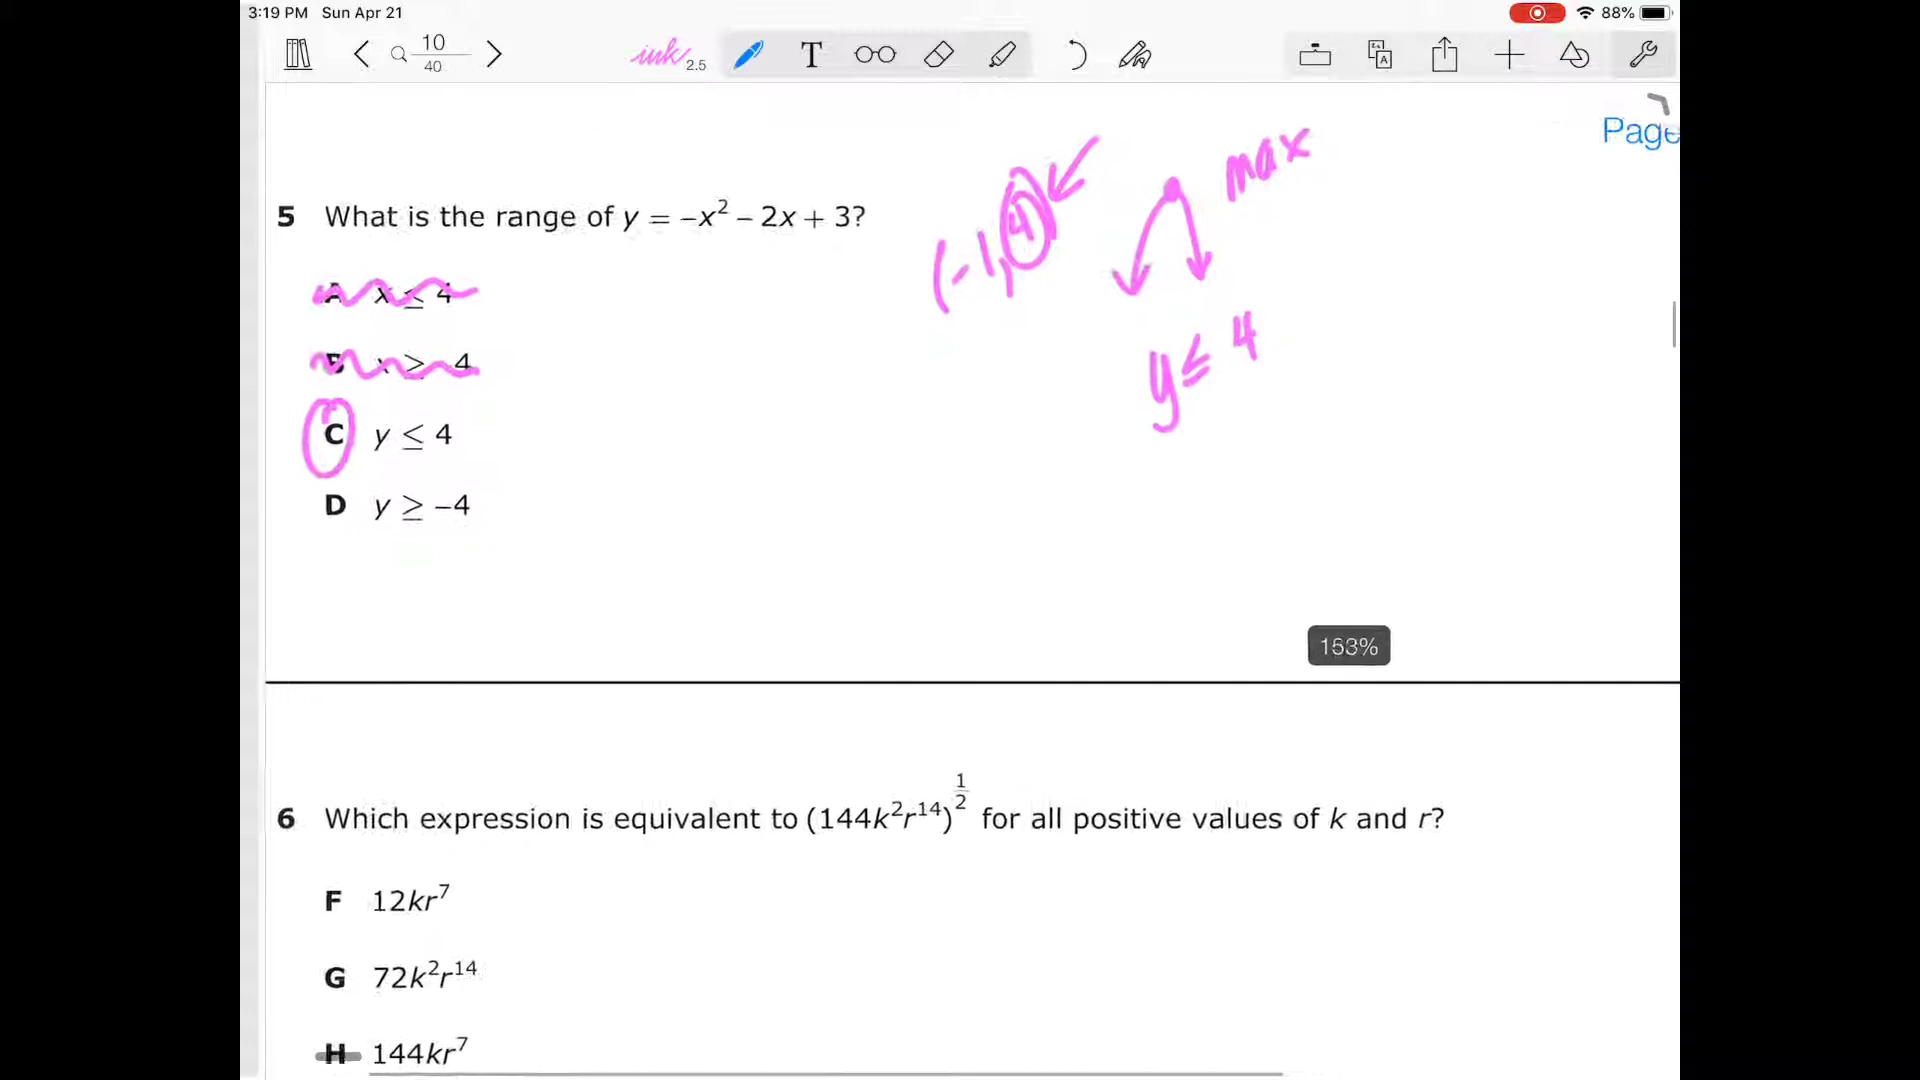 3:19 PM Sun Apr 21
88%
10
40
ink 2.5
T
Page
max
5 What is the range of y = −x² − 2x + 3?
(-1, 4)
A x ≤ 4
y ≤ 4
C y ≤ 4
D y ≥ −4
153%
6 Which expression is equivalent to (144k²r¹⁴)^½ for all positive values of k and r?
F 12kr⁷
G 72k²r¹⁴
H 144kr⁷